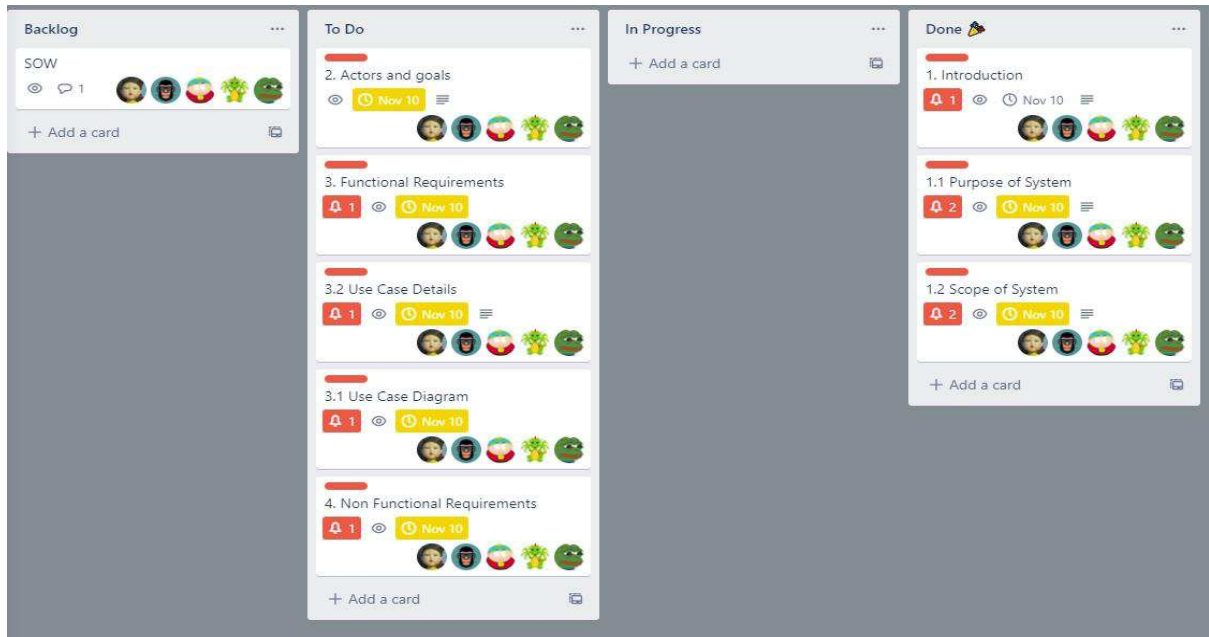 Backlog
SOW
1
+ Add a card
To Do
2. Actors and goals
Nov 10
3. Functional Requirements
1 Nov 10
3.2 Use Case Details
1 Nov 10
3.1 Use Case Diagram
1 Nov 10
4. Non Functional Requirements
1 Nov 10
+ Add a card
In Progress
+ Add a card
Done
1. Introduction
1 Nov 10
1.1 Purpose of System
2 Nov 10
1.2 Scope of System
2 Nov 10
+ Add a card